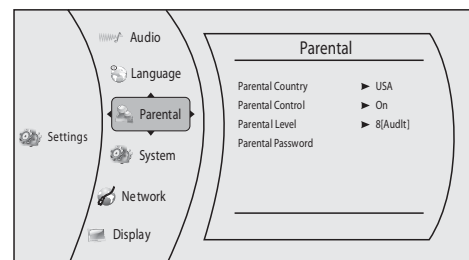 Settings
Audio
Language
Parental
System
Network
Display
Parental
Parental Country ► USA
Parental Control ► On
Parental Level ► 8[Audlt]
Parental Password